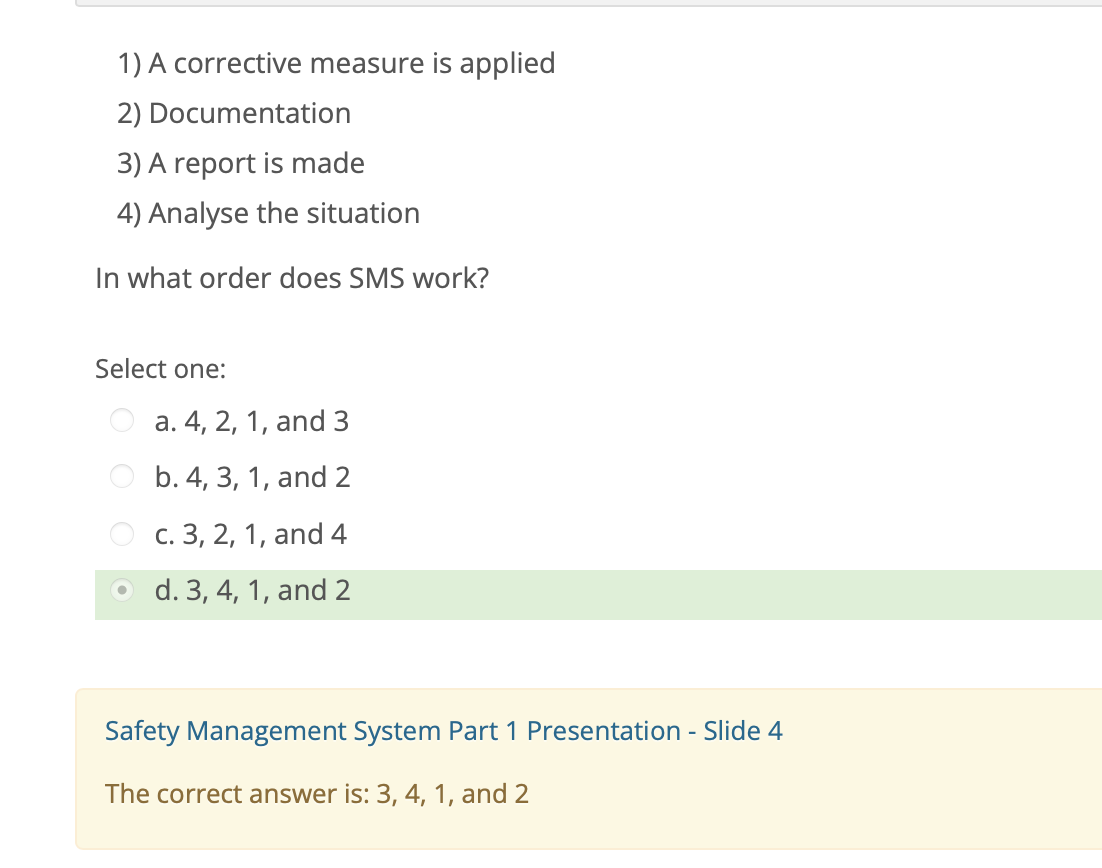 1) A corrective measure is applied
2) Documentation
3) A report is made
4) Analyse the situation
In what order does SMS work?
Select one:
a. 4, 2, 1, and 3
b. 4, 3, 1, and 2
c. 3, 2, 1, and 4
d. 3, 4, 1, and 2
Safety Management System Part 1 Presentation - Slide 4
The correct answer is: 3, 4, 1, and 2